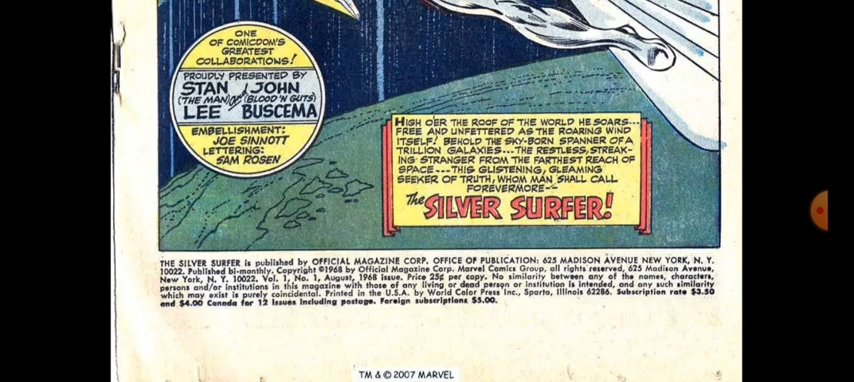 ONE
OF COMICDOM'S
GREATEST
COLLABORATIONS!
PROUDLY PRESENTED BY
STAN (THE MAN) LEE and JOHN (BLOOD 'N GUTS) BUSCEMA
EMBELLISHMENT:
JOE SINNOTT
LETTERING:
SAM ROSEN
HIGH O'ER THE ROOF OF THE WORLD HE SOARS...
FREE AND UNFETTERED AS THE ROARING WIND
ITSELF! BEHOLD THE SKY-BORN SPANNER OF A
TRILLION GALAXIES... THE RESTLESS, STREAK-
ING STRANGER FROM THE FARTHEST REACH OF
SPACE---THIS GLISTENING, GLEAMING
SEEKER OF TRUTH, WHOM MAN SHALL CALL
FOREVERMORE--
The SILVER SURFER!
THE SILVER SURFER is published by OFFICIAL MAGAZINE CORP. OFFICE OF PUBLICATION: 625 MADISON AVENUE NEW YORK, N. Y.
10022. Published bi-monthly. Copyright ©1968 by Official Magazine Corp. Marvel Comics Group, all rights reserved, 625 Madison Avenue,
New York, N. Y. 10022. Vol. 1, No. 1, August, 1968 issue. Price 25¢ per copy. No similarity between any of the names, characters,
persons and/or institutions in this magazine with those of any living or dead person or institution is intended, and any such similarity
which may exist is purely coincidental. Printed in the U.S.A. by World Color Press Inc., Sparta, Illinois 62286. Subscription rate $3.50
and $4.00 Canada for 12 issues including postage. Foreign subscriptions $5.00.
TM & © 2007 MARVEL